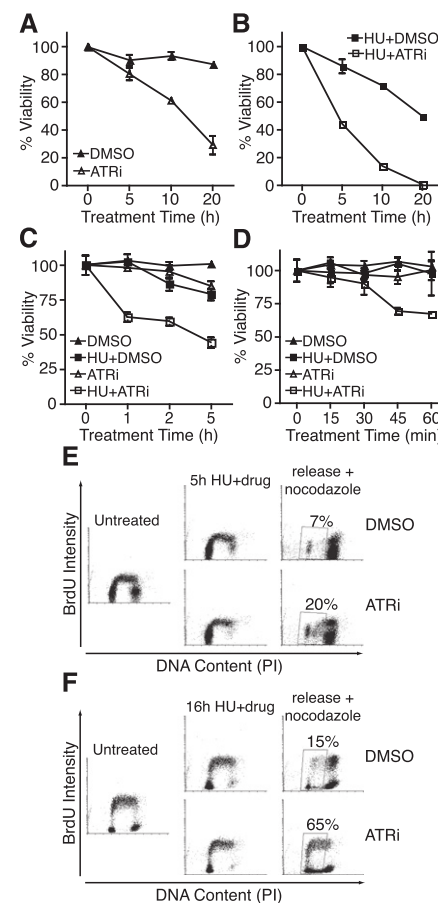 A
100
80
60
40
20
0
% Viability
DMSO
ATRi
0 5 10 20
Treatment Time (h)
B
100
80
60
40
20
0
% Viability
HU+DMSO
HU+ATRi
0 5 10 20
Treatment Time (h)
C
100
75
50
25
0
% Viability
DMSO
HU+DMSO
ATRi
HU+ATRi
0 1 2 5
Treatment Time (h)
D
100
75
50
25
0
% Viability
DMSO
HU+DMSO
ATRi
HU+ATRi
0 15 30 45 60
Treatment Time (min)
E
BrdU Intensity
Untreated
5h HU+drug
release +
nocodazole
7%
DMSO
20%
ATRi
DNA Content (PI)
F
BrdU Intensity
Untreated
16h HU+drug
release +
nocodazole
15%
DMSO
65%
ATRi
DNA Content (PI)